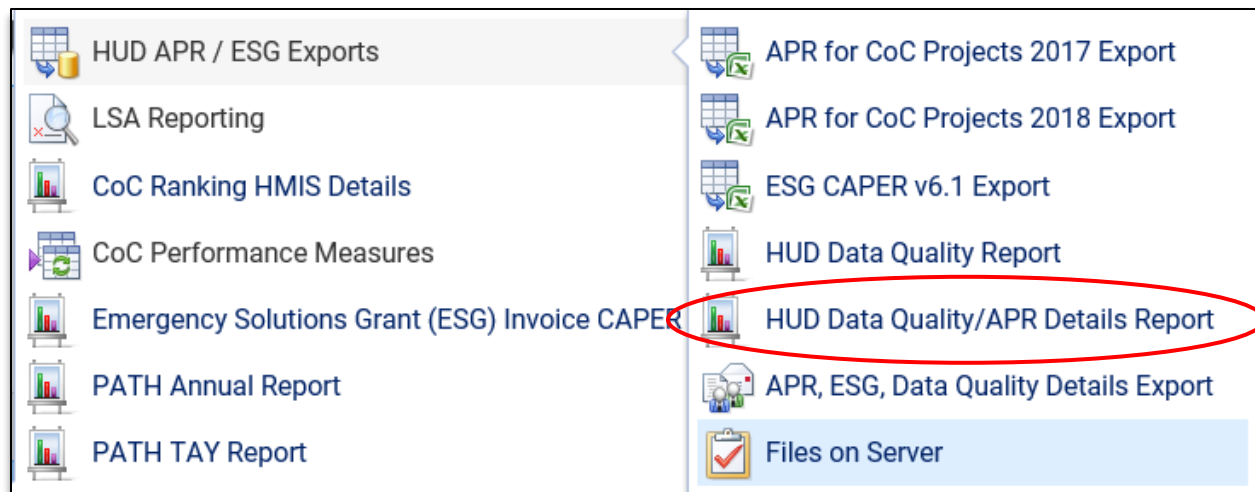 HUD APR / ESG Exports
LSA Reporting
CoC Ranking HMIS Details
CoC Performance Measures
Emergency Solutions Grant (ESG) Invoice CAPER
PATH Annual Report
PATH TAY Report
APR for CoC Projects 2017 Export
APR for CoC Projects 2018 Export
ESG CAPER v6.1 Export
HUD Data Quality Report
HUD Data Quality/APR Details Report
APR, ESG, Data Quality Details Export
Files on Server